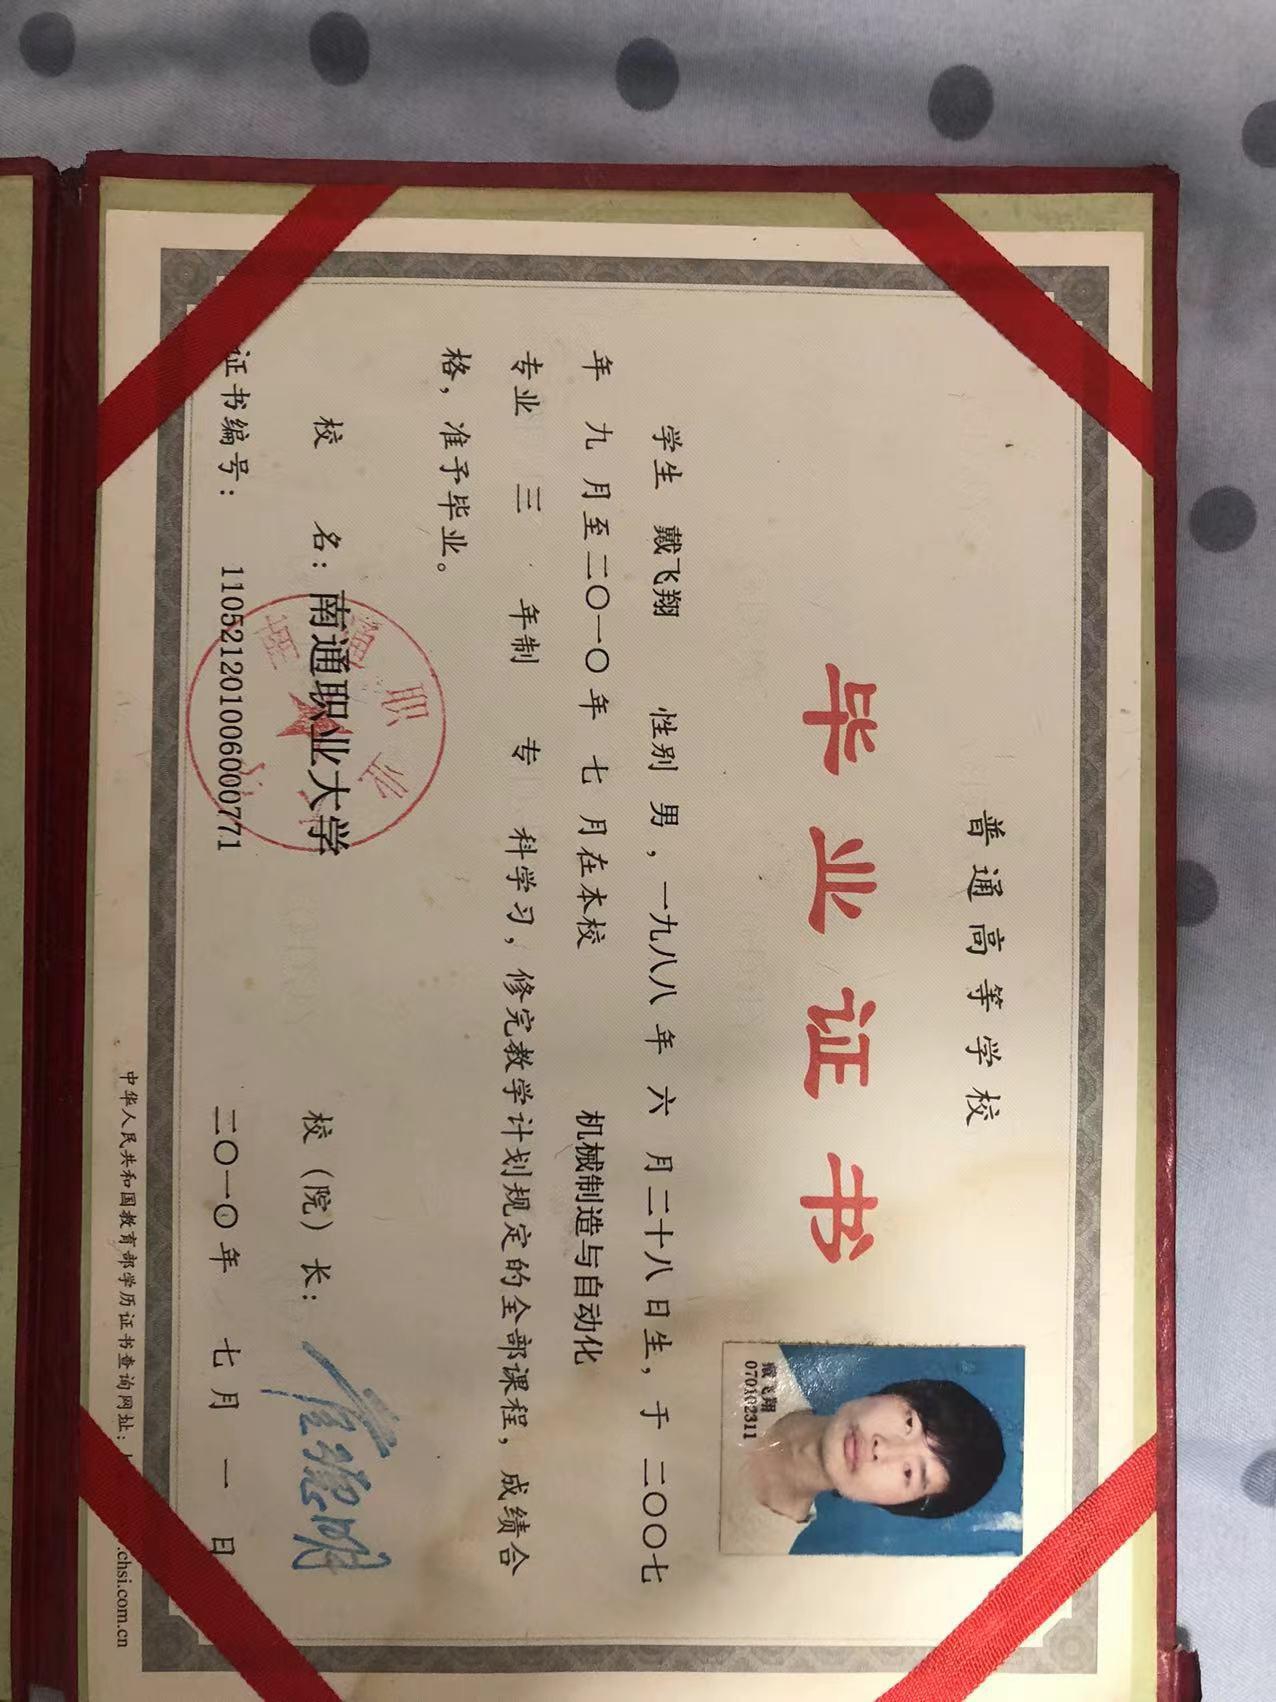 普通高等学校
毕业证书
戴飞翔
070102311
学生 戴飞翔 性别 男，一九八八年 六 月二十八日生，于 二〇〇七
年 九 月至二〇一〇年 七 月在本校 机械制造与自动化
专业 三 年制 专 科学习，修完教学计划规定的全部课程，成绩合
格，准予毕业。
校 名：南通职业大学 校（院）长：
证书编号：110521201006000771 二〇一〇年 七月 一 日
中华人民共和国教育部学历证书查询网址：
.chsi.com.cn